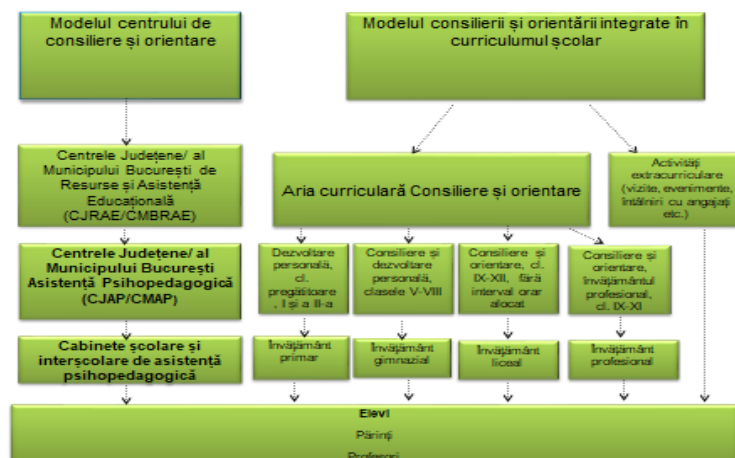 Modelul centrului de
consiliere și orientare
Modelul consilierii și orientării integrate în
curriculumul școlar
Centrele Județene/ al
Municipului București de
Resurse și Asistență
Educațională
(CJRAE/CMBRAE)
Aria curriculară Consiliere și orientare
Activități
extracurriculare
(vizite, evenimente,
întâlniri cu angajați
etc.)
Centrele Județene/ al
Municipului București
Asistență Psihopedagogică
(CJAP/CMAP)
Dezvoltare
personală,
cl.
pregătitoare
, I și a II-a
Consiliere și
dezvoltare
personală,
clasele V-VIII
Consiliere și
orientare, cl.
IX-XII, fără
interval orar
alocat
Consiliere și
orientare,
învățământul
profesional,
cl. IX-XI
Cabinete școlare și
interșcolare de asistență
psihopedagogică
Învățământ
primar
Învățământ
gimnazial
Învățământ
liceal
Învățământ
profesional
Elevi
Părinți
Profesori